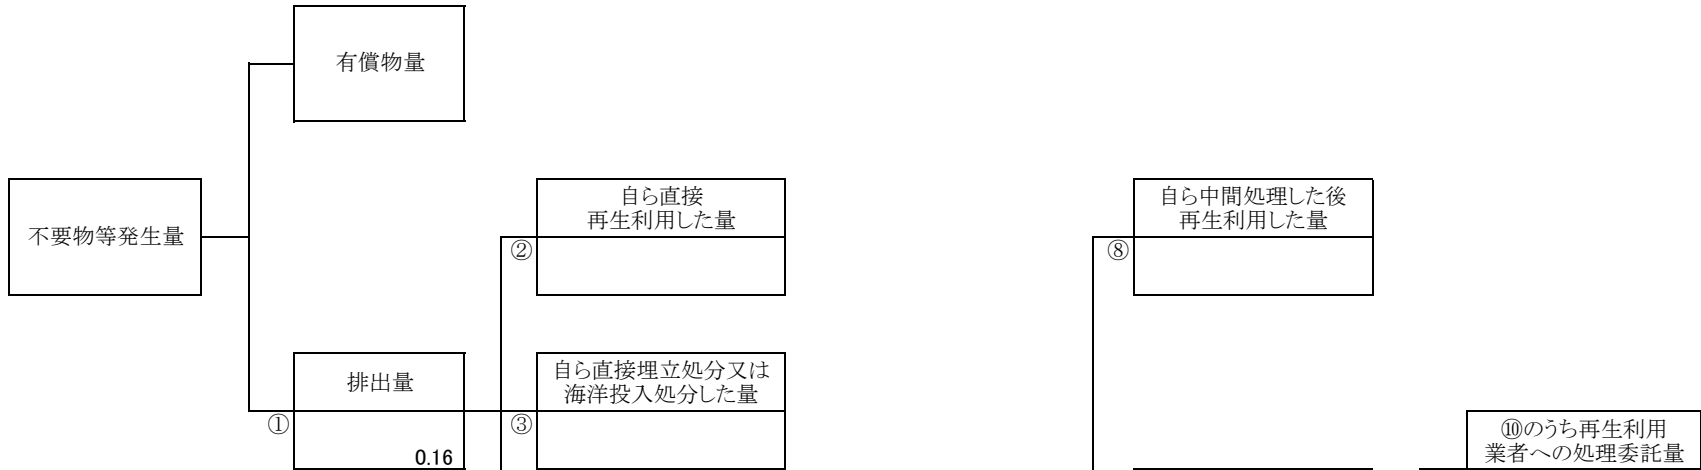 有償物量
不要物等発生量
自ら直接
再生利用した量
②
自ら中間処理した後
再生利用した量
⑧
排出量
①
0.16
自ら直接埋立処分又は
海洋投入処分した量
③
⑩のうち再生利用
業者への処理委託量